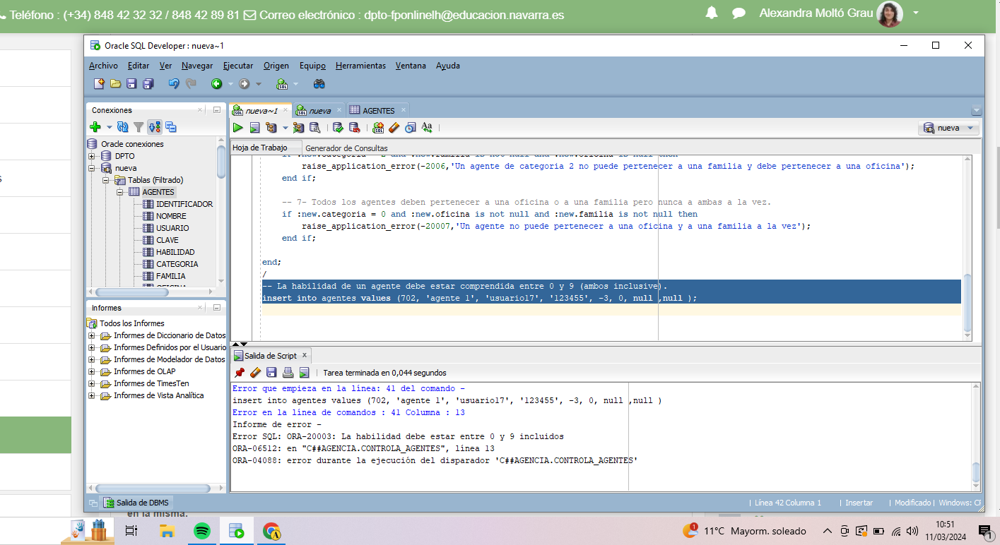 Teléfono : (+34) 848 42 32 32 / 848 42 89 81 Correo electrónico : dpto-fponlinelh@educacion.navarra.es
Alexandra Moltó Grau
Oracle SQL Developer : nueva~1
Archivo Editar Ver Navegar Ejecutar Origen Equipo Herramientas Ventana Ayuda
Conexiones
nueva~1
nueva
AGENTES
nueva
Oracle conexiones
DPTO
nueva
Tablas (Filtrado)
AGENTES
IDENTIFICADOR
NOMBRE
USUARIO
CLAVE
HABILIDAD
CATEGORIA
FAMILIA
Hoja de Trabajo Generador de Consultas
raise_application_error(-2006,'Un agente de categoria 2 no puede pertenecer a una familia y debe pertenecer a una oficina');
end if;
-- 7- Todos los agentes deben pertenecer a una oficina o a una familia pero nunca a ambas a la vez.
if :new.categoria = 0 and :new.oficina is not null and :new.familia is not null then
raise_application_error(-20007,'Un agente no puede pertenecer a una oficina y a una familia a la vez');
end if;
end;
/
-- La habilidad de un agente debe estar comprendida entre 0 y 9 (ambos inclusive).
insert into agentes values (702, 'agente 1', 'usuario17', '123455', -3, 0, null ,null );
Informes
Todos los Informes
Informes de Diccionario de Datos
Informes Definidos por el Usuario
Informes de Modelador de Datos
Informes de OLAP
Informes de TimesTen
Informes de Vista Analítica
Salida de Script
Tarea terminada en 0,044 segundos
Error que empieza en la línea: 41 del comando -
insert into agentes values (702, 'agente 1', 'usuario17', '123455', -3, 0, null ,null )
Error en la línea de comandos : 41 Columna : 13
Informe de error -
Error SQL: ORA-20003: La habilidad debe estar entre 0 y 9 incluidos
ORA-06512: en "C##AGENCIA.CONTROLA_AGENTES", línea 13
ORA-04088: error durante la ejecución del disparador 'C##AGENCIA.CONTROLA_AGENTES'
Salida de DBMS
Línea 42 Columna 1 | Insertar | Modificado | Windows: CR
en la misma.
11°C Mayorm. soleado
10:51
11/03/2024